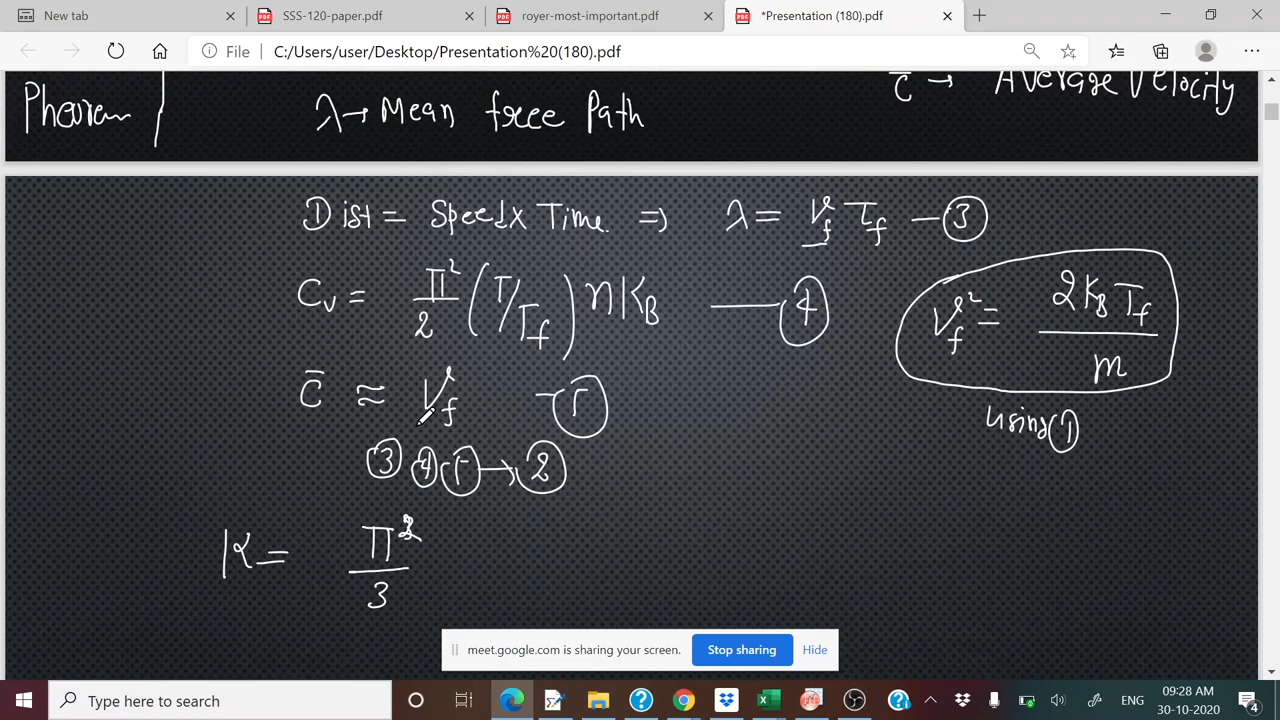 New tab
SSS-120-paper.pdf
royer-most-important.pdf
*Presentation (180).pdf
File
C:/Users/user/Desktop/Presentation%20(180).pdf
C̄ → Average Velocity
Pheorem
λ → Mean free Path
Dist = Speed x Time. ⇒ λ = V_f τ_f — ③
C_v = π²/2 (T/T_f) n K_B — ④
V_f² = 2K_B T_f / m
C̄ ≈ V_f — ⑤
using ①
③ ④ ⑤ → ②
K = π²/3
meet.google.com is sharing your screen.
Stop sharing
Hide
Type here to search
ENG
09:28 AM
30-10-2020
4